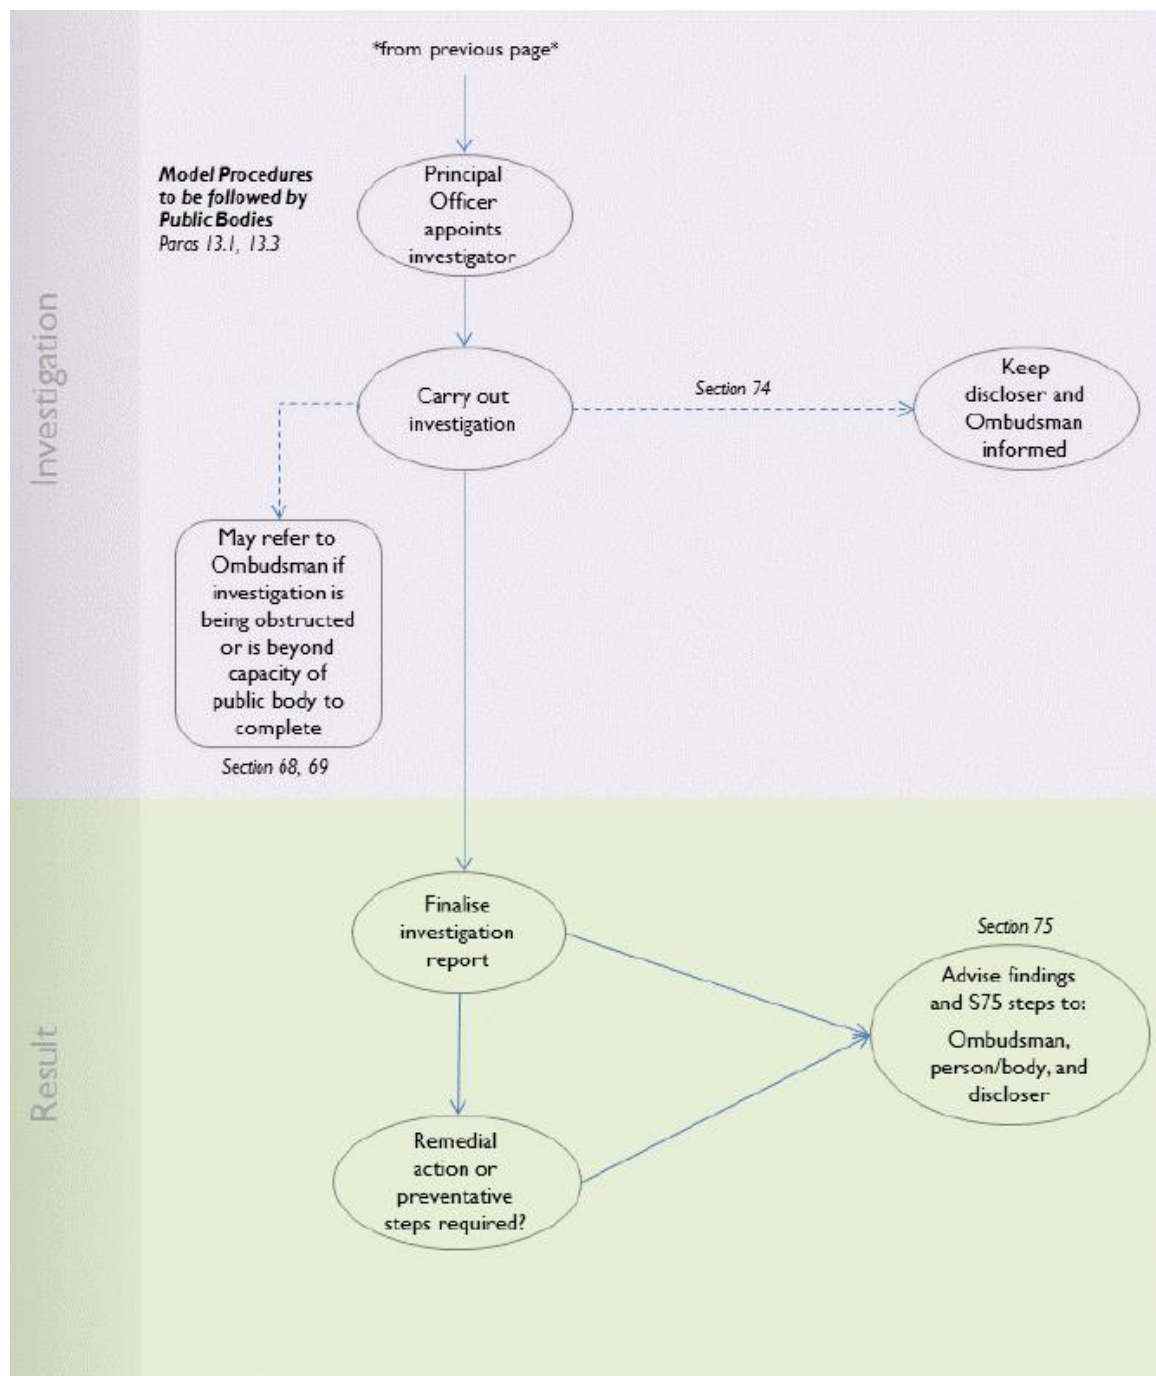 *from previous page*
Model Procedures
to be followed by
Public Bodies
Paras 13.1, 13.3
Principal
Officer
appoints
investigator
Investigation
Carry out
investigation
Section 74
Keep
discloser and
Ombudsman
informed
May refer to
Ombudsman if
investigation is
being obstructed
or is beyond
capacity of
public body to
complete
Section 68, 69
Result
Finalise
investigation
report
Section 75
Advise findings
and S75 steps to:
Ombudsman,
person/body, and
discloser
Remedial
action or
preventative
steps required?